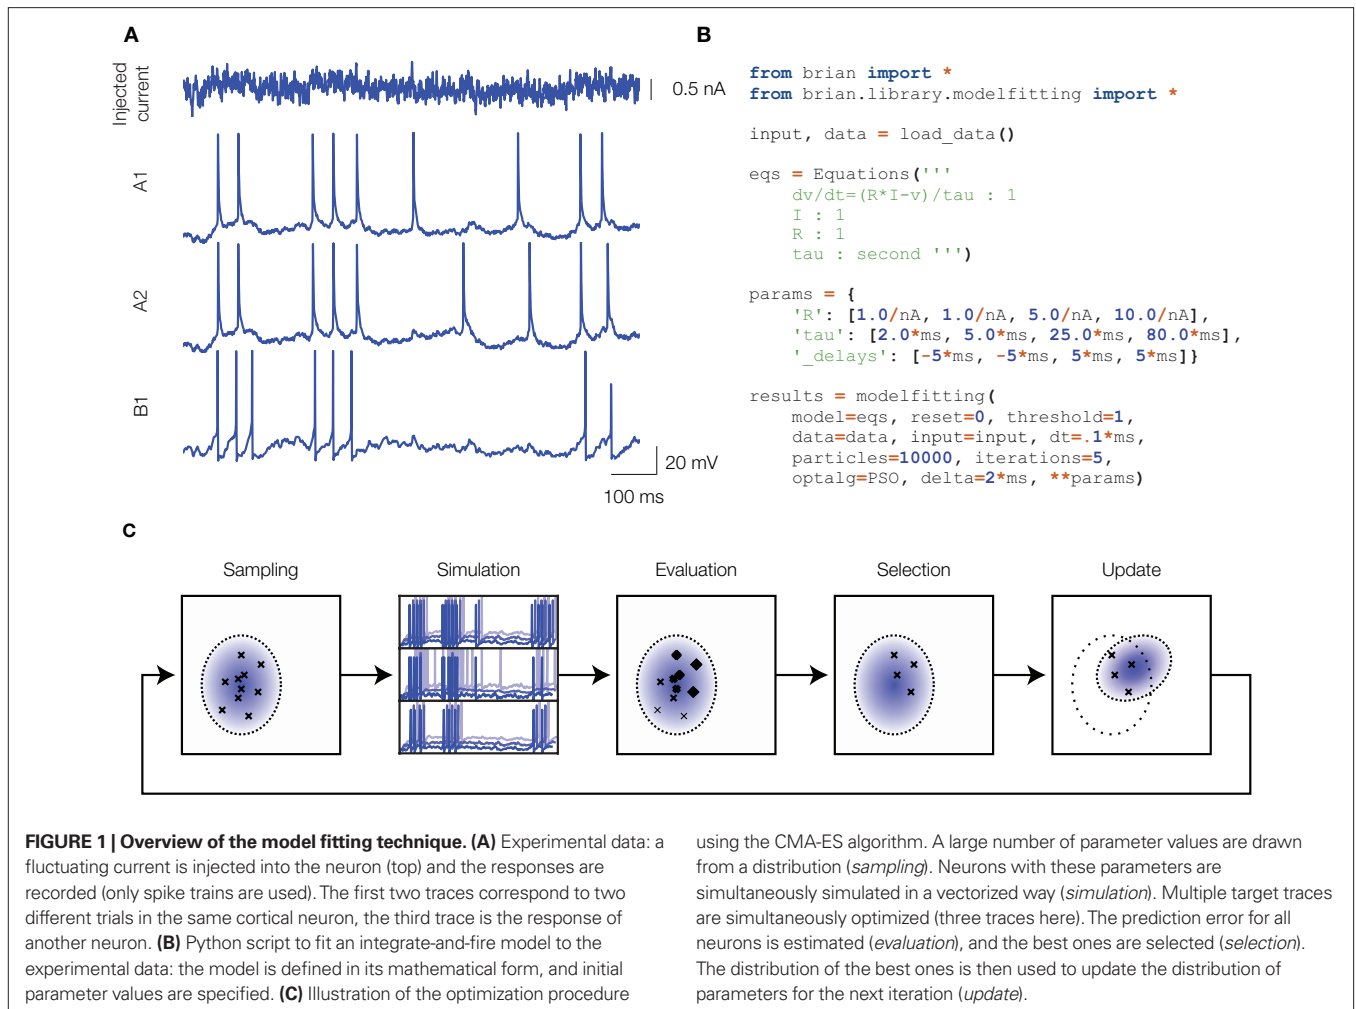 A
Injected
current
0.5 nA
A1
A2
B1
20 mV
100 ms
B
from brian import *
from brian.library.modelfitting import *
input, data = load_data()
eqs = Equations('''
dv/dt=(R*I-v)/tau : 1
I : 1
R : 1
tau : second ''')
params = {
'R': [1.0/nA, 1.0/nA, 5.0/nA, 10.0/nA],
'tau': [2.0*ms, 5.0*ms, 25.0*ms, 80.0*ms],
'_delays': [-5*ms, -5*ms, 5*ms, 5*ms]}
results = modelfitting(
model=eqs, reset=0, threshold=1,
data=data, input=input, dt=.1*ms,
particles=10000, iterations=5,
optalg=PSO, delta=2*ms, **params)
C
Sampling
Simulation
Evaluation
Selection
Update
FIGURE 1 | Overview of the model fitting technique. (A) Experimental data: a
fluctuating current is injected into the neuron (top) and the responses are
recorded (only spike trains are used). The first two traces correspond to two
different trials in the same cortical neuron, the third trace is the response of
another neuron. (B) Python script to fit an integrate-and-fire model to the
experimental data: the model is defined in its mathematical form, and initial
parameter values are specified. (C) Illustration of the optimization procedure
using the CMA-ES algorithm. A large number of parameter values are drawn
from a distribution (sampling). Neurons with these parameters are
simultaneously simulated in a vectorized way (simulation). Multiple target traces
are simultaneously optimized (three traces here). The prediction error for all
neurons is estimated (evaluation), and the best ones are selected (selection).
The distribution of the best ones is then used to update the distribution of
parameters for the next iteration (update).